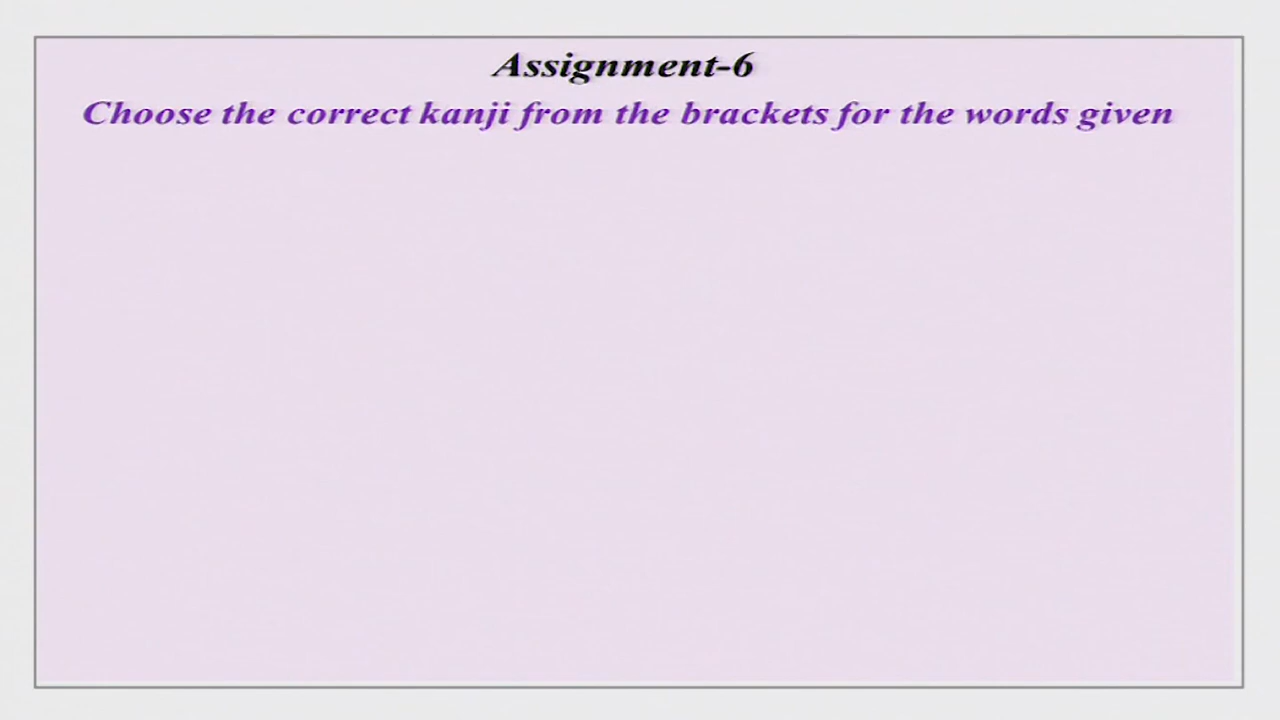 Assignment-6
Choose the correct kanji from the brackets for the words given